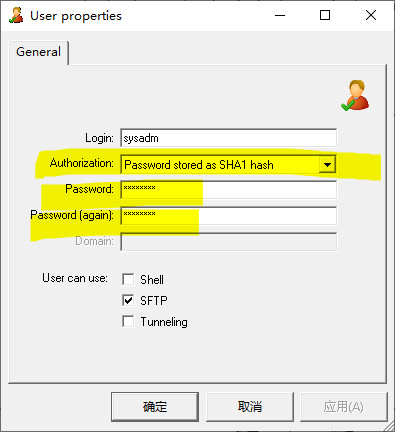 User properties
General
Login: sysadm
Authorization: Password stored as SHA1 hash
Password: ********
Password (again): ********
Domain:
User can use: Shell
SFTP
Tunneling
确定 取消 应用(A)